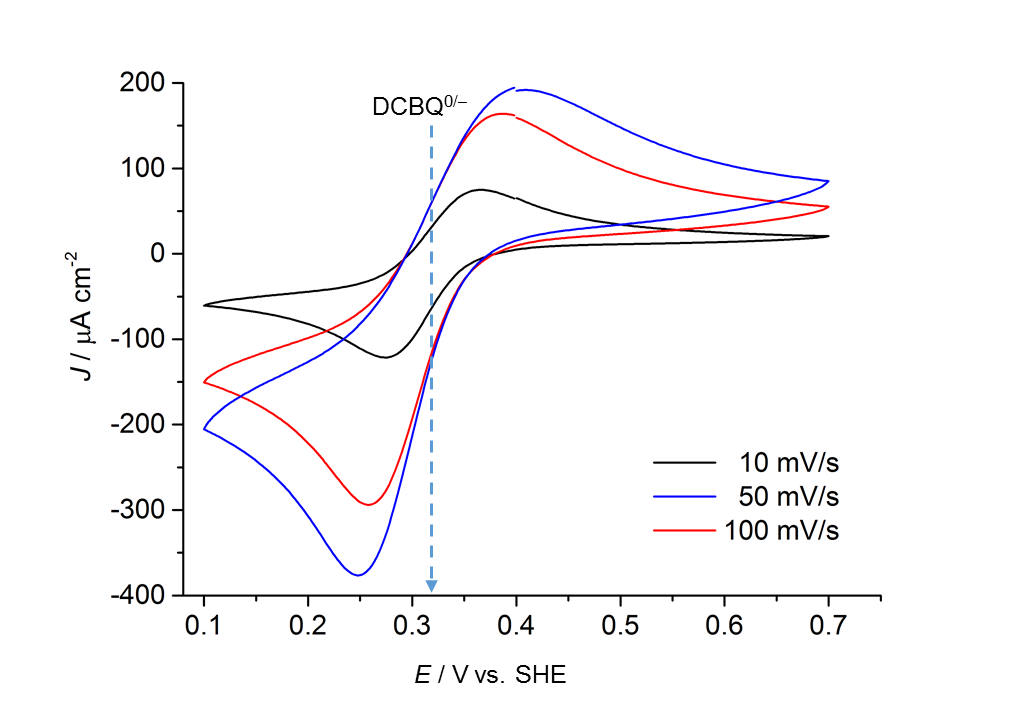 200
DCBQ⁰/⁻
100
0
-100
-200
-300
-400
J / μA cm⁻²
10 mV/s
50 mV/s
100 mV/s
0.1 0.2 0.3 0.4 0.5 0.6 0.7
E / V vs. SHE